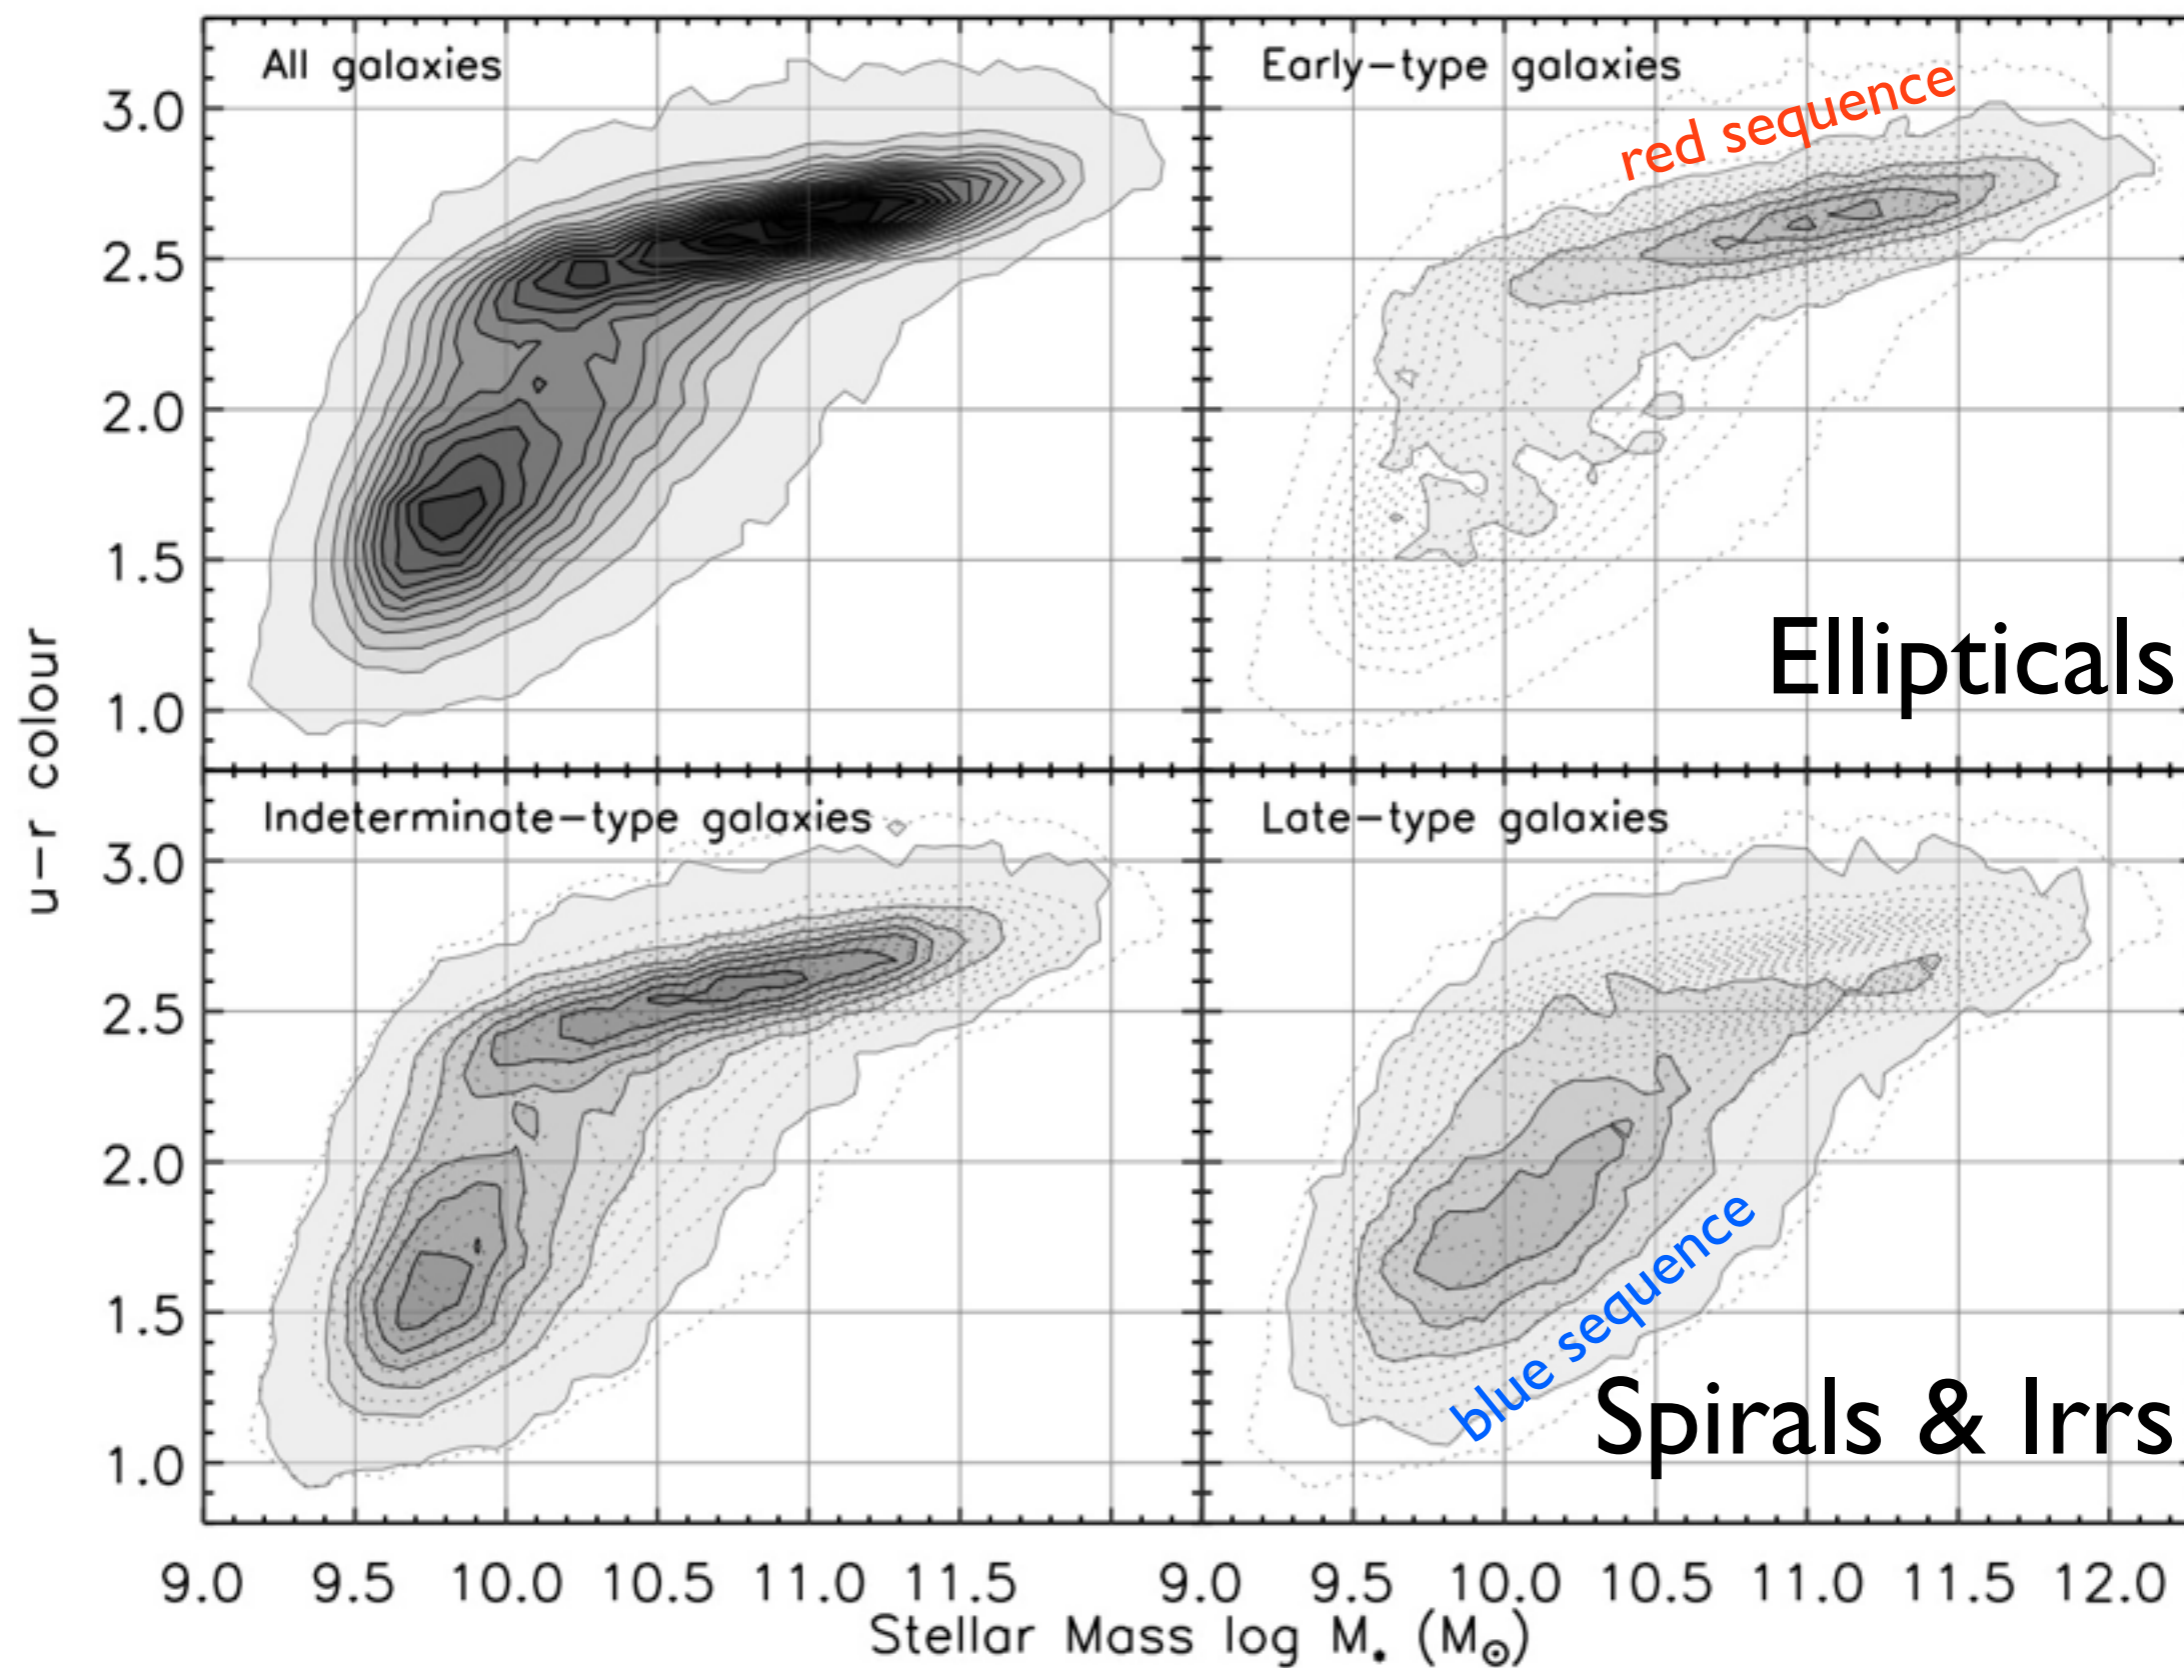 All galaxies
Early-type galaxies
red sequence
3.0
2.5
2.0
1.5
1.0
Ellipticals
u-r colour
Indeterminate-type galaxies
Late-type galaxies
3.0
2.5
2.0
1.5
1.0
blue sequence
Spirals & Irrs
9.0 9.5 10.0 10.5 11.0 11.5 9.0 9.5 10.0 10.5 11.0 11.5 12.0
Stellar Mass log M⋆ (M☉)